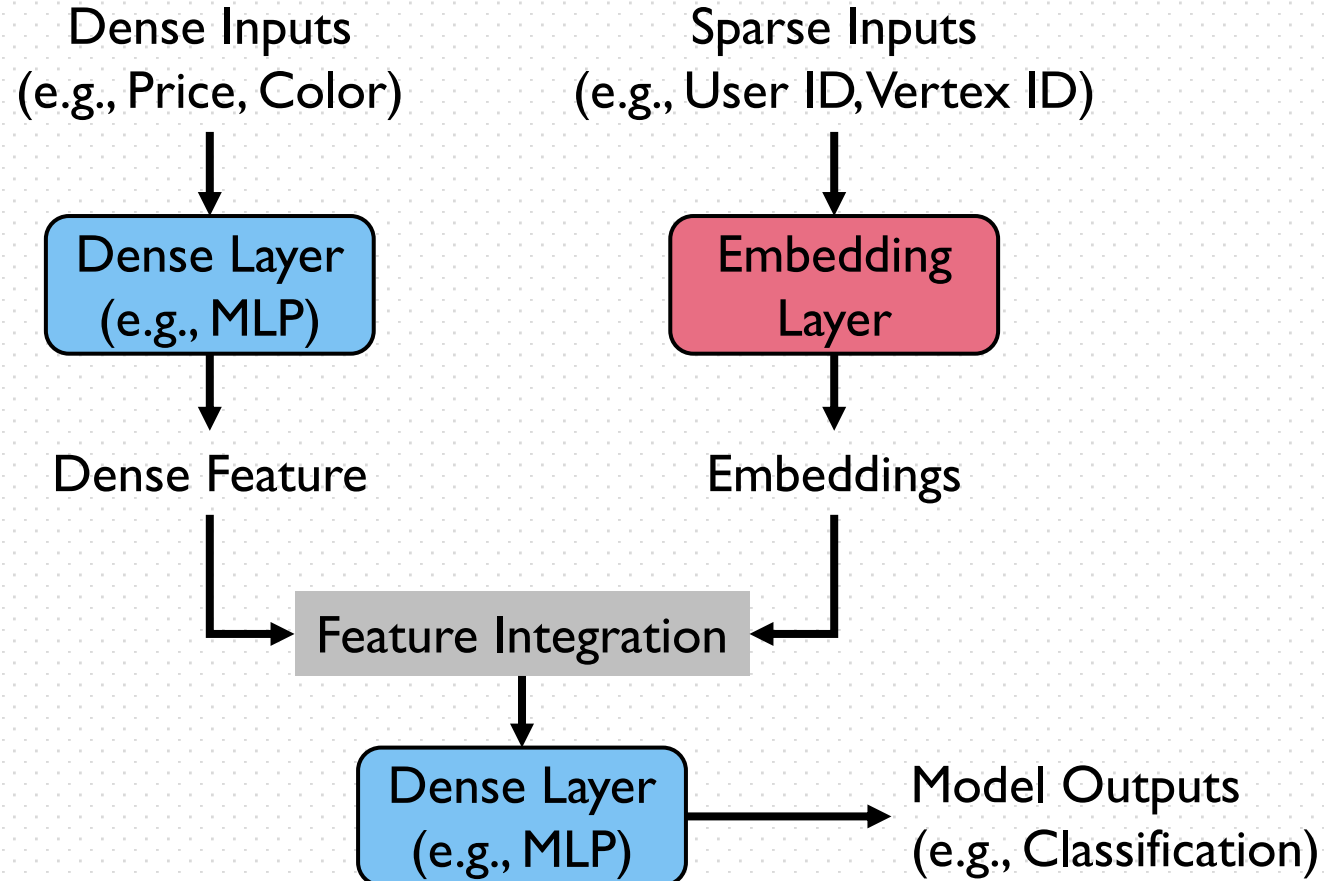 Dense Inputs
(e.g., Price, Color)
Sparse Inputs
(e.g., User ID, Vertex ID)
Dense Layer
(e.g., MLP)
Embedding
Layer
Dense Feature
Embeddings
Feature Integration
Dense Layer
(e.g., MLP)
Model Outputs
(e.g., Classification)